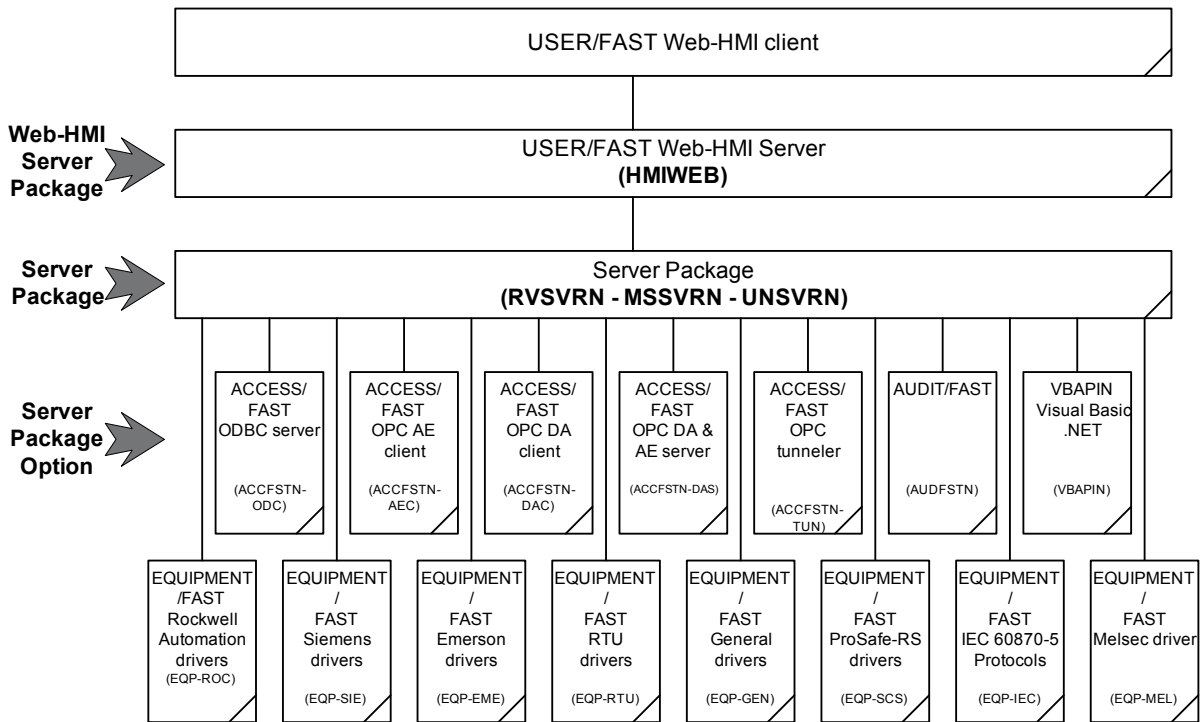 USER/FAST Web-HMI client
Web-HMI
Server
Package
USER/FAST Web-HMI Server
(HMIWEB)
Server
Package
Server Package
(RVSVRN - MSSVRN - UNSVRN)
Server
Package
Option
ACCESS/
FAST
ODBC server
(ACCFSTN-
ODC)
ACCESS/
FAST
OPC AE
client
(ACCFSTN-
AEC)
ACCESS/
FAST
OPC DA
client
(ACCFSTN-
DAC)
ACCESS/
FAST
OPC DA &
AE server
(ACCFSTN-DAS)
ACCESS/
FAST
OPC
tunneler
(ACCFSTN-
TUN)
AUDIT/FAST
(AUDFSTN)
VBAPIN
Visual Basic
.NET
(VBAPIN)
EQUIPMENT
/FAST
Rockwell
Automation
drivers
(EQP-ROC)
EQUIPMENT
/
FAST
Siemens
drivers
(EQP-SIE)
EQUIPMENT
/
FAST
Emerson
drivers
(EQP-EME)
EQUIPMENT
/
FAST
RTU
drivers
(EQP-RTU)
EQUIPMENT
/
FAST
General
drivers
(EQP-GEN)
EQUIPMENT
/
FAST
ProSafe-RS
drivers
(EQP-SCS)
EQUIPMENT
/
FAST
IEC 60870-5
Protocols
(EQP-IEC)
EQUIPMENT
/
FAST
Melsec driver
(EQP-MEL)